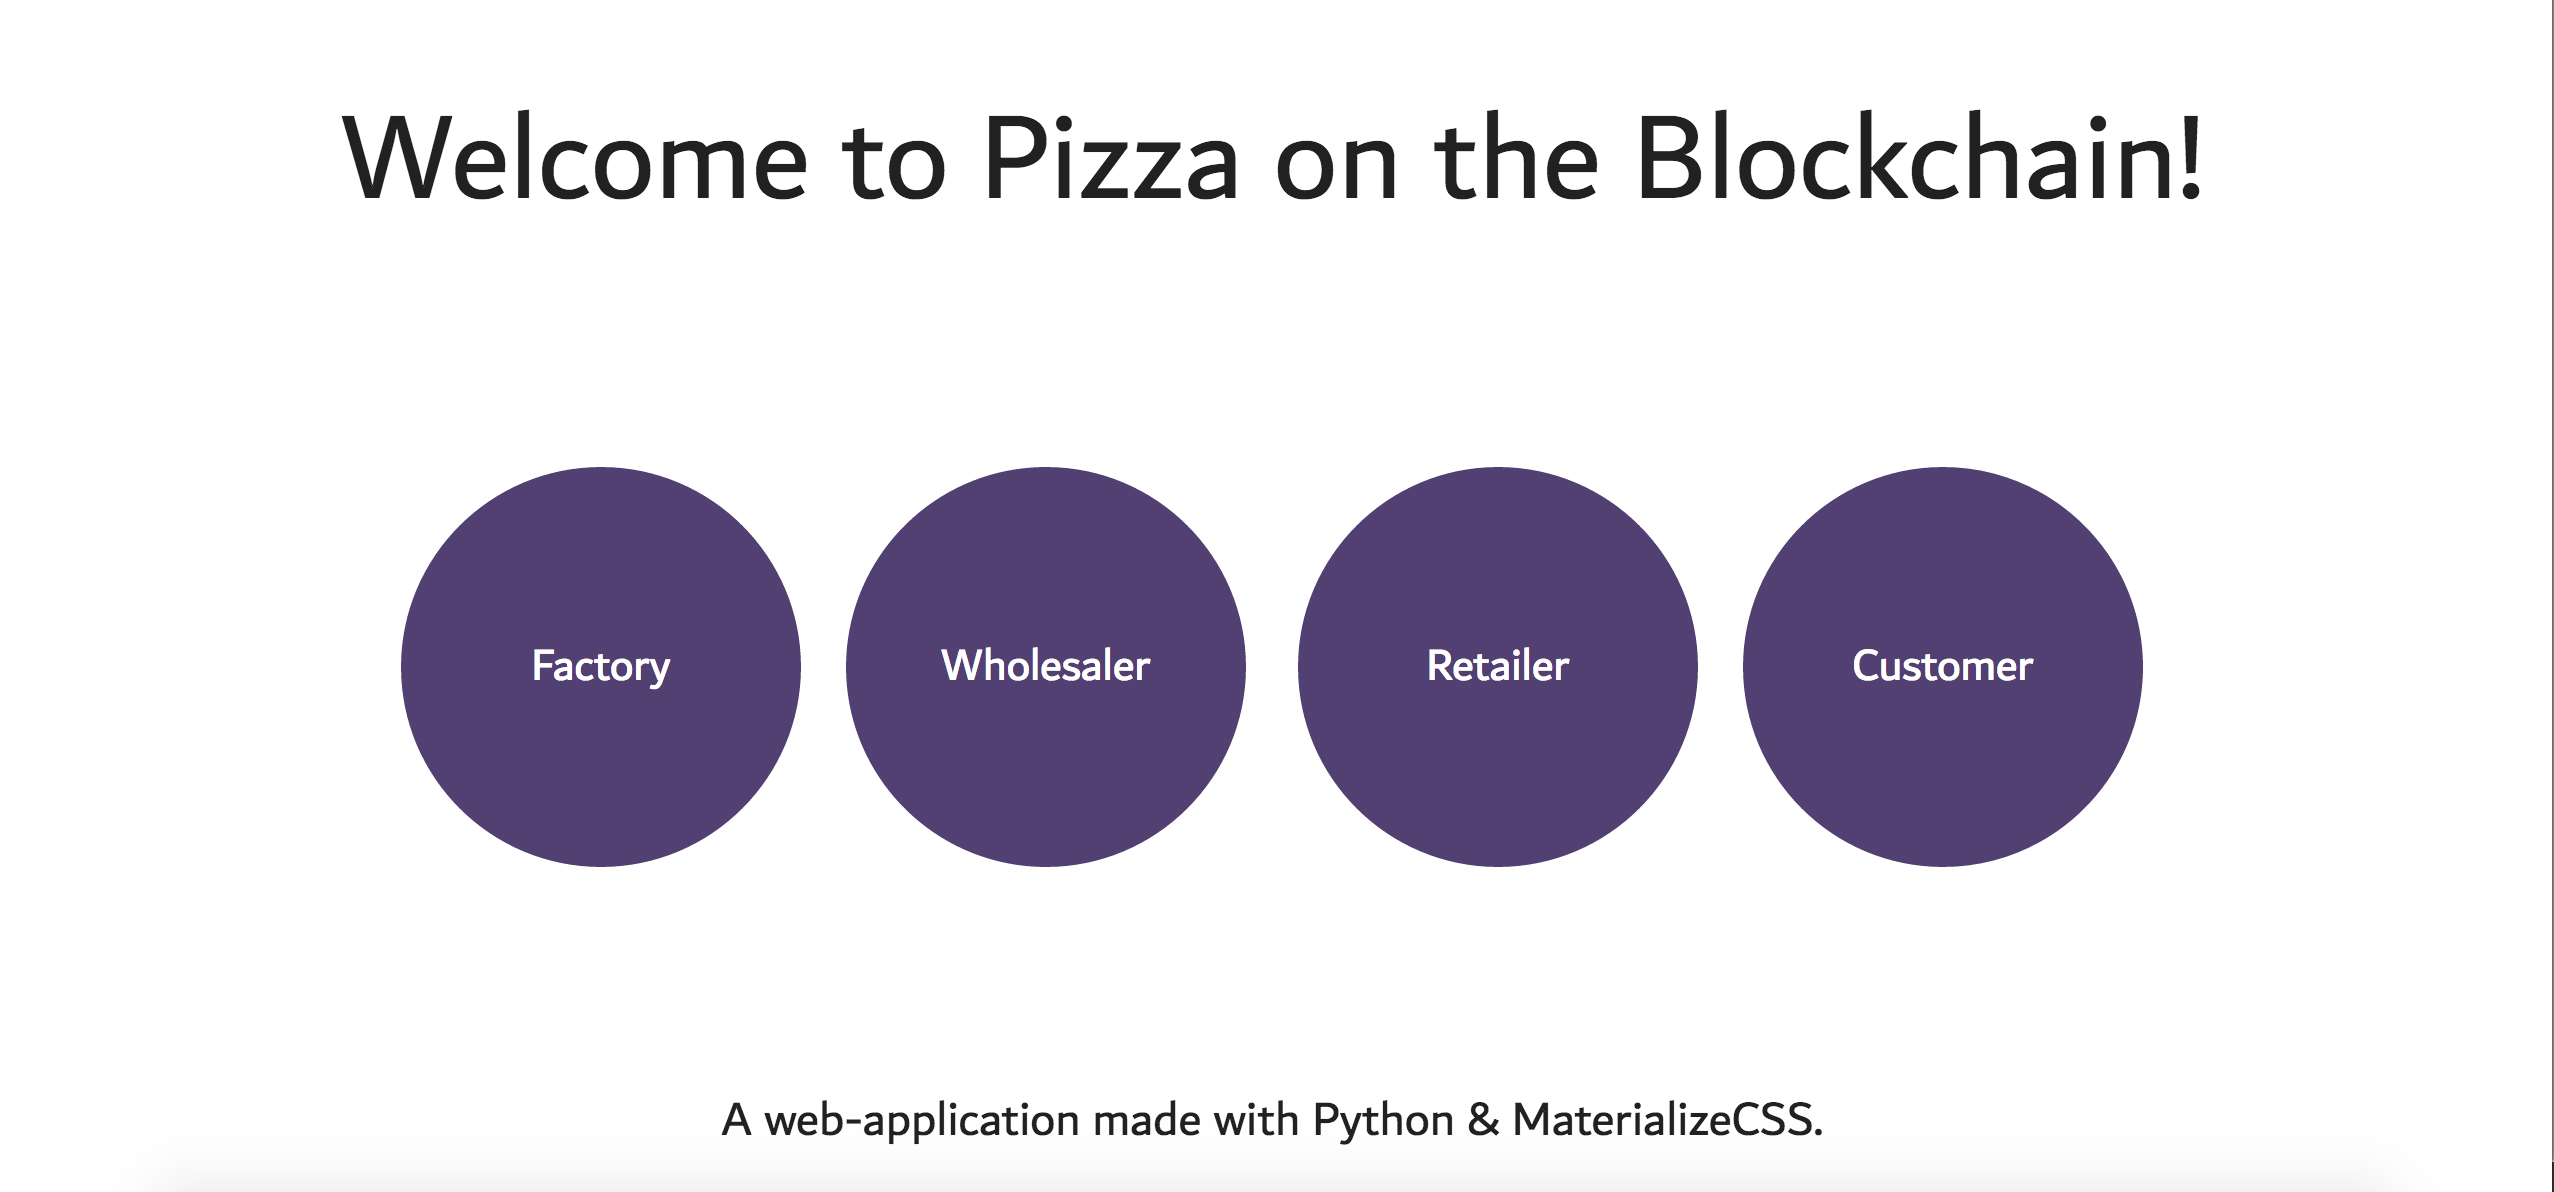 Welcome to Pizza on the Blockchain!
Factory
Wholesaler
Retailer
Customer
A web-application made with Python & MaterializeCSS.